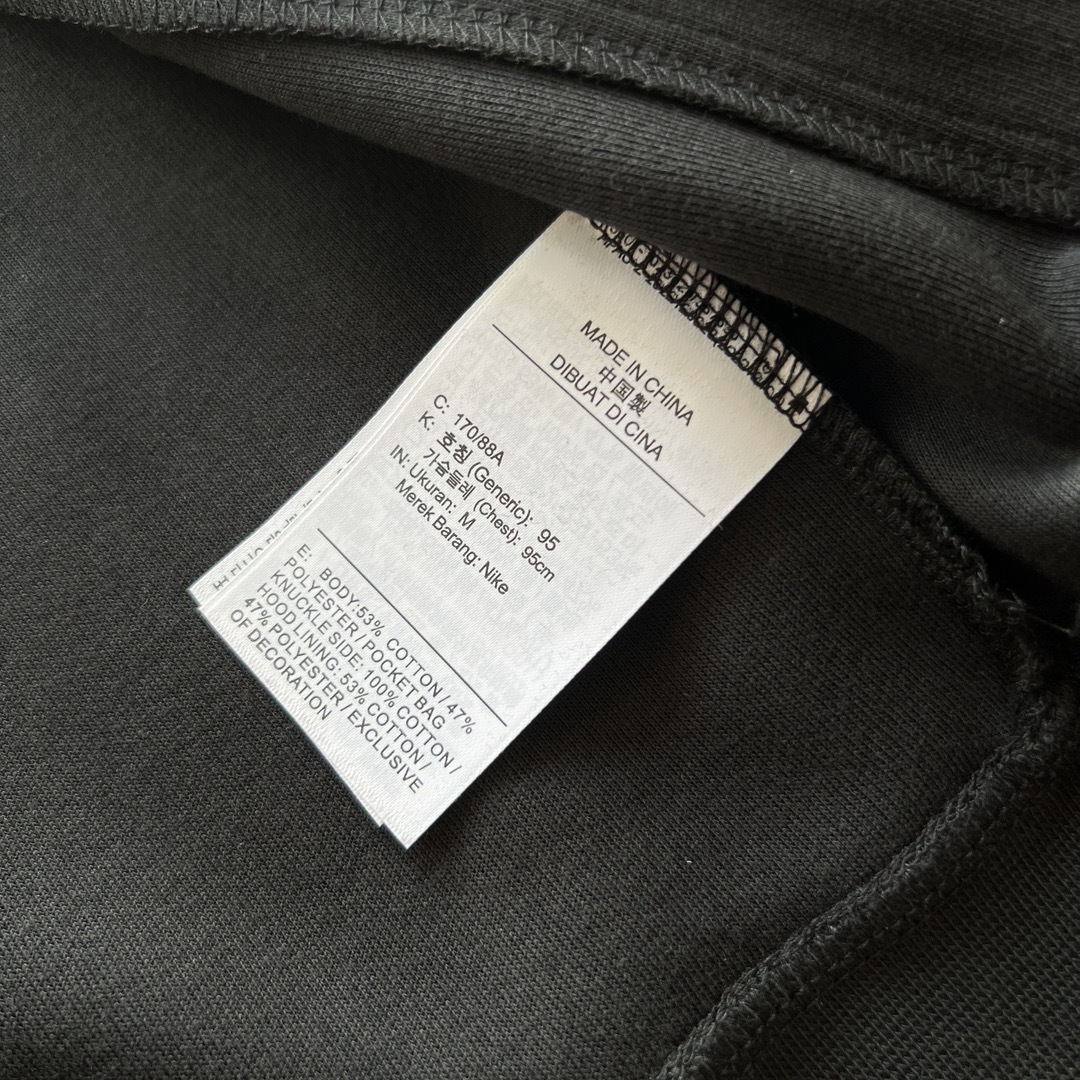 MADE IN CHINA
中国製
DIBUAT DI CINA
C: 170/88A
K: 호칭 (Generic): 95
가슴둘레 (Chest): 95cm
IN: Ukuran: M
Merek Barang: Nike
E: BODY:53% COTTON / 47%
POLYESTER / POCKET BAG
KNUCKLE SIDE: 100% COTTON /
HOOD LINING: 53% COTTON /
47% POLYESTER / EXCLUSIVE
OF DECORATION